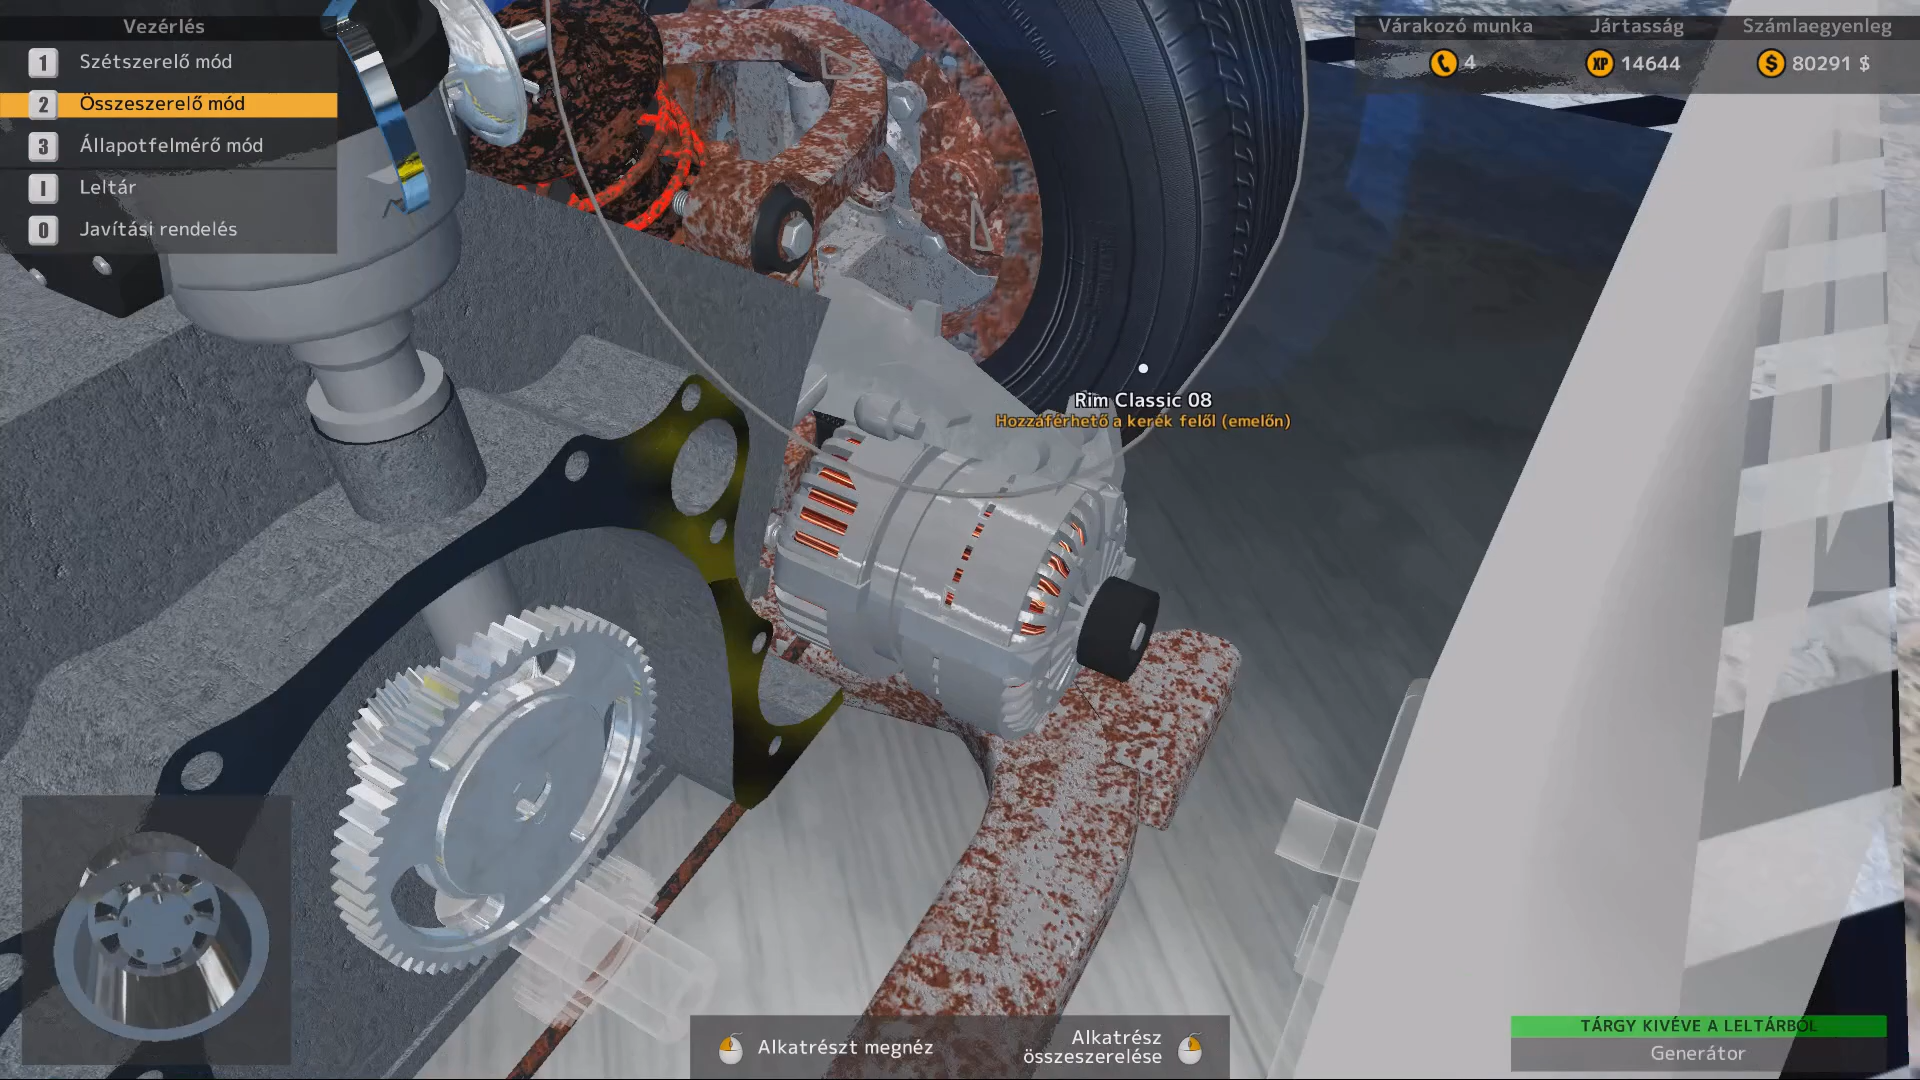 Vezérlés
1 Szétszerelő mód
2 Összeszerelő mód
3 Állapotfelmérő mód
I Leltár
O Javítási rendelés
Várakozó munka Jártasság Számlaegyenleg
4 XP 14644 $ 80291 $
Rim Classic 08
Hozzáférhető a kerék felől (emelőn)
Alkatrészt megnéz
Alkatrész
összeszerelése
TÁRGY KIVÉVE A LELTÁRBÓL
Generátor